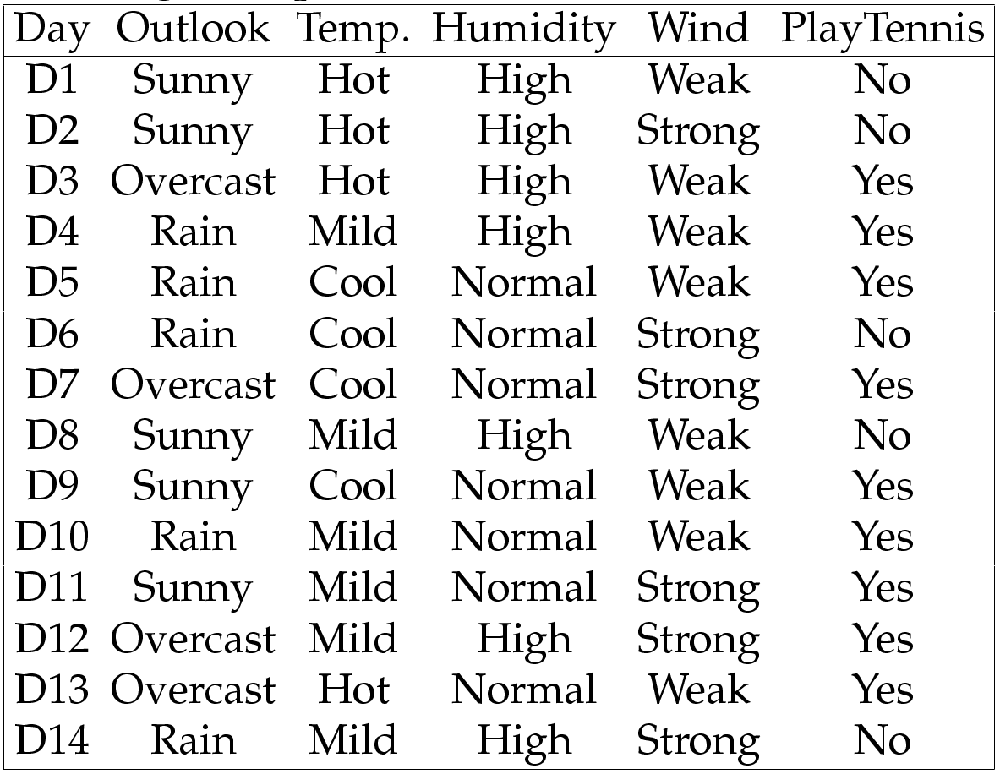 Day Outlook Temp. Humidity Wind PlayTennis
D1 Sunny Hot High Weak No
D2 Sunny Hot High Strong No
D3 Overcast Hot High Weak Yes
D4 Rain Mild High Weak Yes
D5 Rain Cool Normal Weak Yes
D6 Rain Cool Normal Strong No
D7 Overcast Cool Normal Strong Yes
D8 Sunny Mild High Weak No
D9 Sunny Cool Normal Weak Yes
D10 Rain Mild Normal Weak Yes
D11 Sunny Mild Normal Strong Yes
D12 Overcast Mild High Strong Yes
D13 Overcast Hot Normal Weak Yes
D14 Rain Mild High Strong No